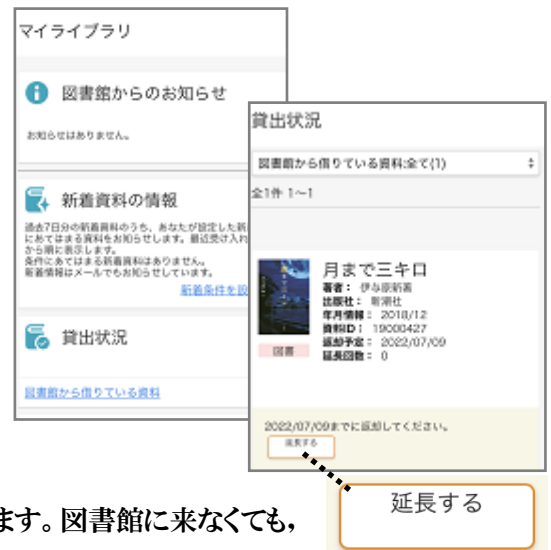 マイライブラリ
図書館からのお知らせ
お知らせはありません。
新着資料の情報
過去7日分の新着資料のうち、あなたが設定した新
にあてはまる資料をお知らせします。最近受け入れ
から順に表示します。
条件にあてはまる新着資料はありません。
新着情報はメールでもお知らせしています。
新着条件を設
貸出状況
図書館から借りている資料
貸出状況
図書館から借りている資料:全て(1)
全1件 1～1
月まで三キロ
著者： 伊与原新著
出版社： 新潮社
年月情報： 2018/12
資料ID： 19000427
返却予定： 2022/07/09
延長回数： 0
図書
2022/07/09までに返却してください。
延長する
延長する
ます。図書館に来なくても，